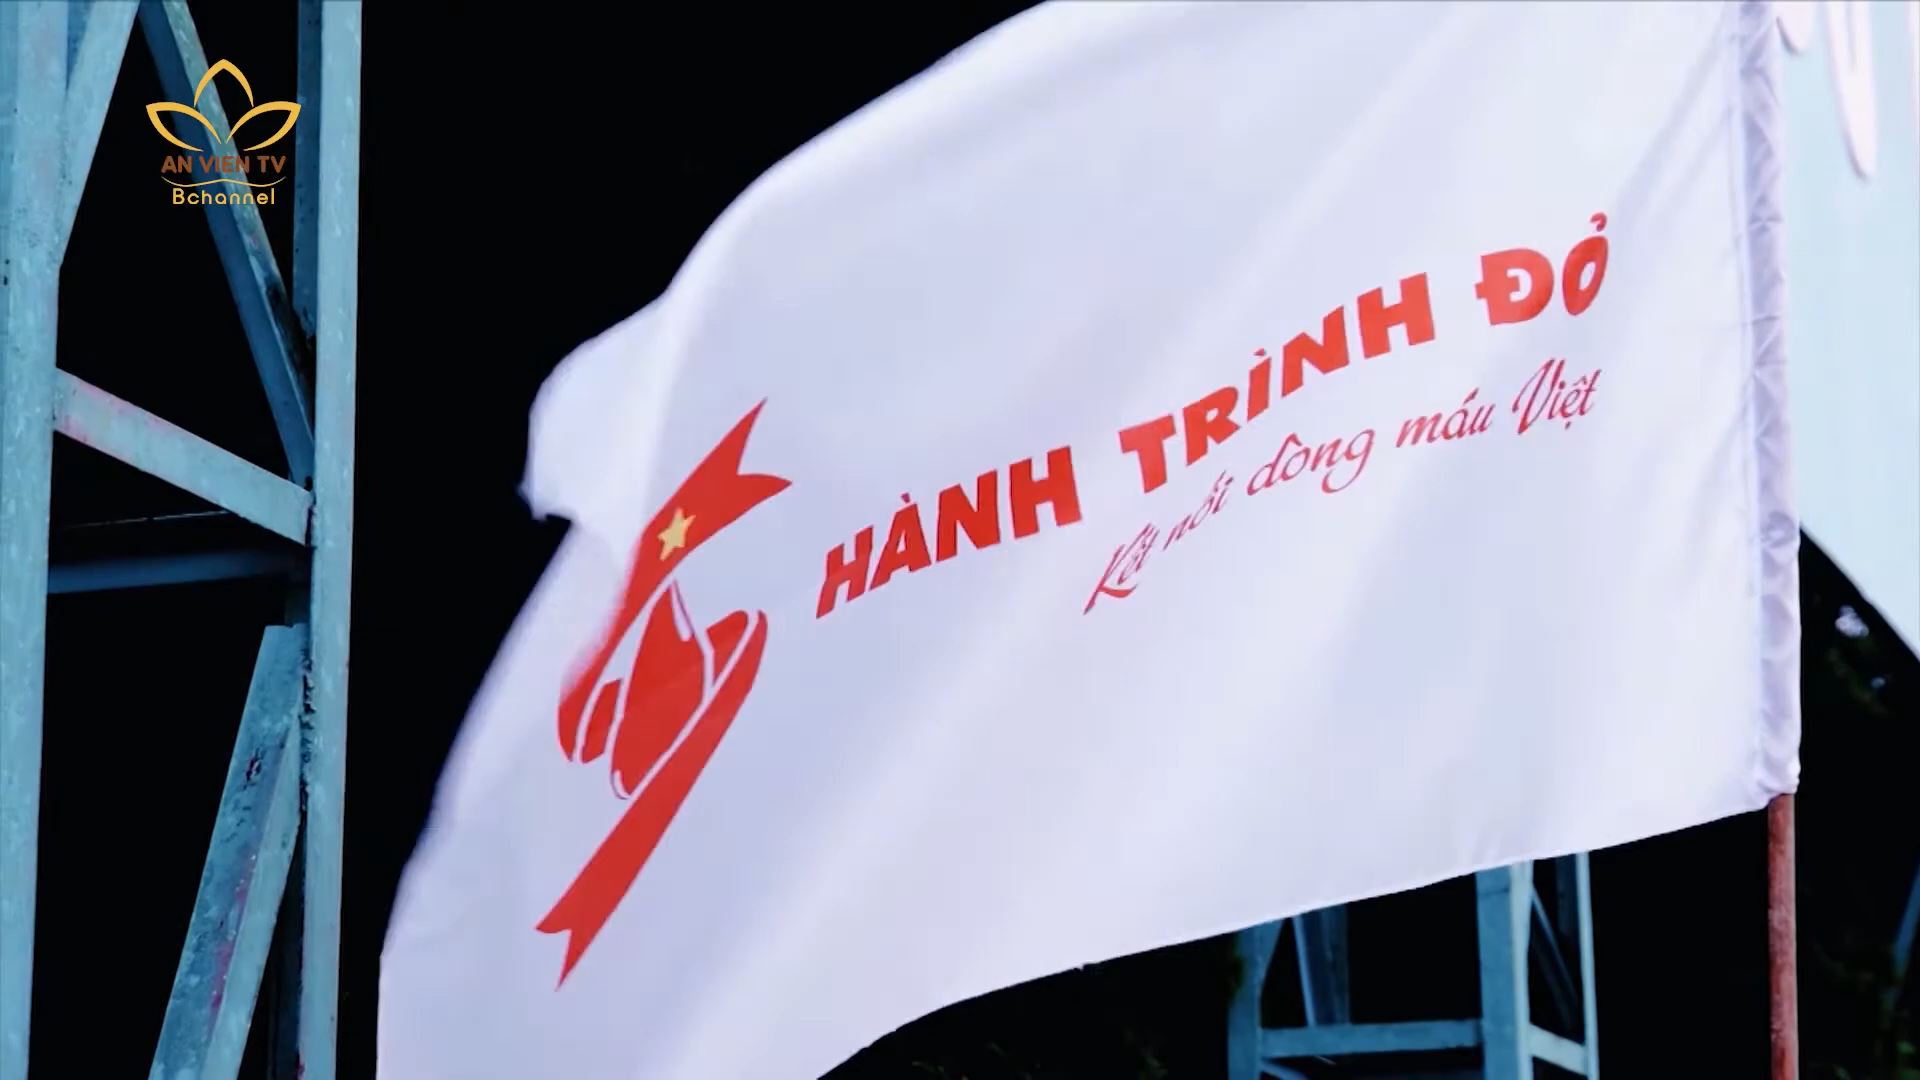 AN VIEN TV
Bchannel
HÀNH TRÌNH ĐỎ
Kết nối dòng máu Việt